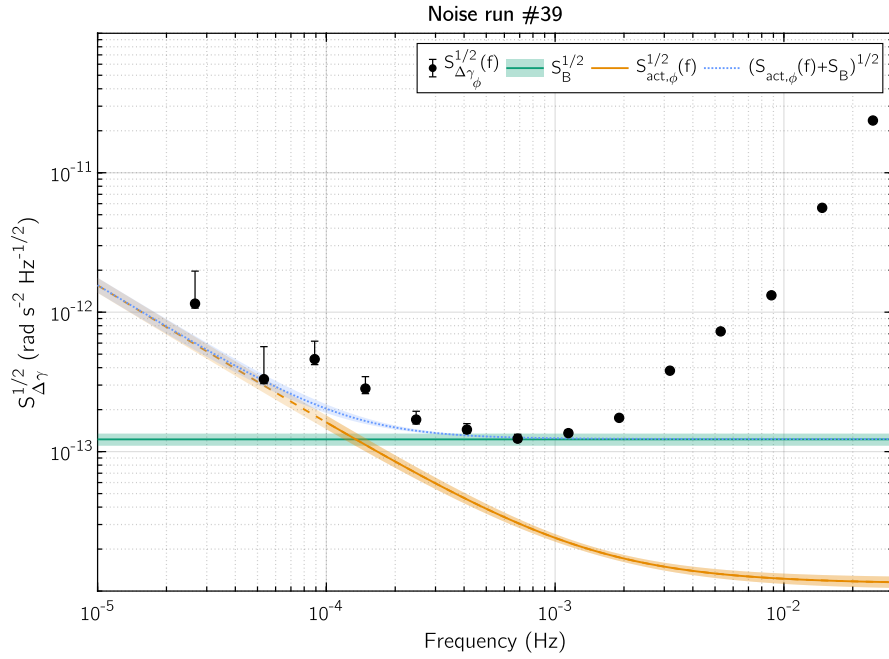 Noise run #39
S^{1/2}_{Δγ_ϕ}(f) S_B^{1/2} S^{1/2}_{act,ϕ}(f) (S_{act,ϕ}(f)+S_B)^{1/2}
S^{1/2}_{Δγ} (rad s^{-2} Hz^{-1/2})
10^{-11}
10^{-12}
10^{-13}
10^{-5} 10^{-4} 10^{-3} 10^{-2}
Frequency (Hz)